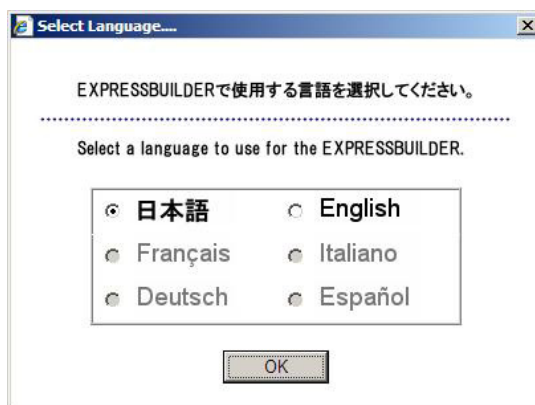 Select Language....
EXPRESSBUILDERで使用する言語を選択してください。
Select a language to use for the EXPRESSBUILDER.
日本語 English
Français Italiano
Deutsch Español
OK